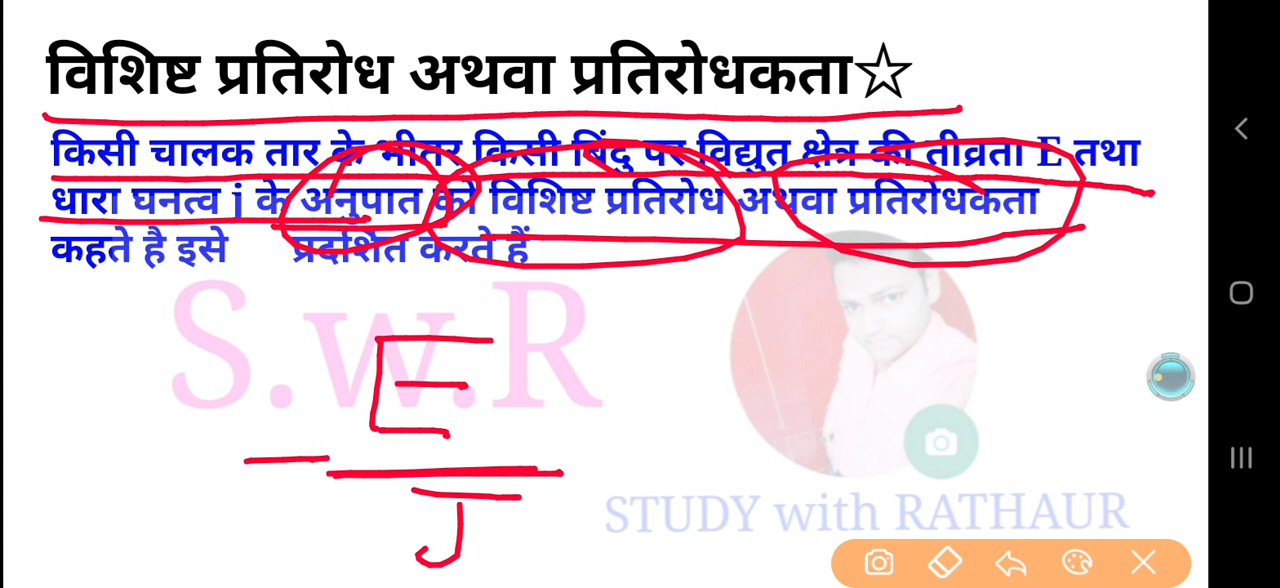 विशिष्ट प्रतिरोध अथवा प्रतिरोधकता☆
किसी चालक तार के भीतर किसी बिंदु पर विद्युत क्षेत्र की तीव्रता E तथा
धारा घनत्व j के अनुपात को विशिष्ट प्रतिरोध अथवा प्रतिरोधकता
कहते है इसे प्रदर्शित करते हैं
S.w.R
E
J
STUDY with RATHAUR